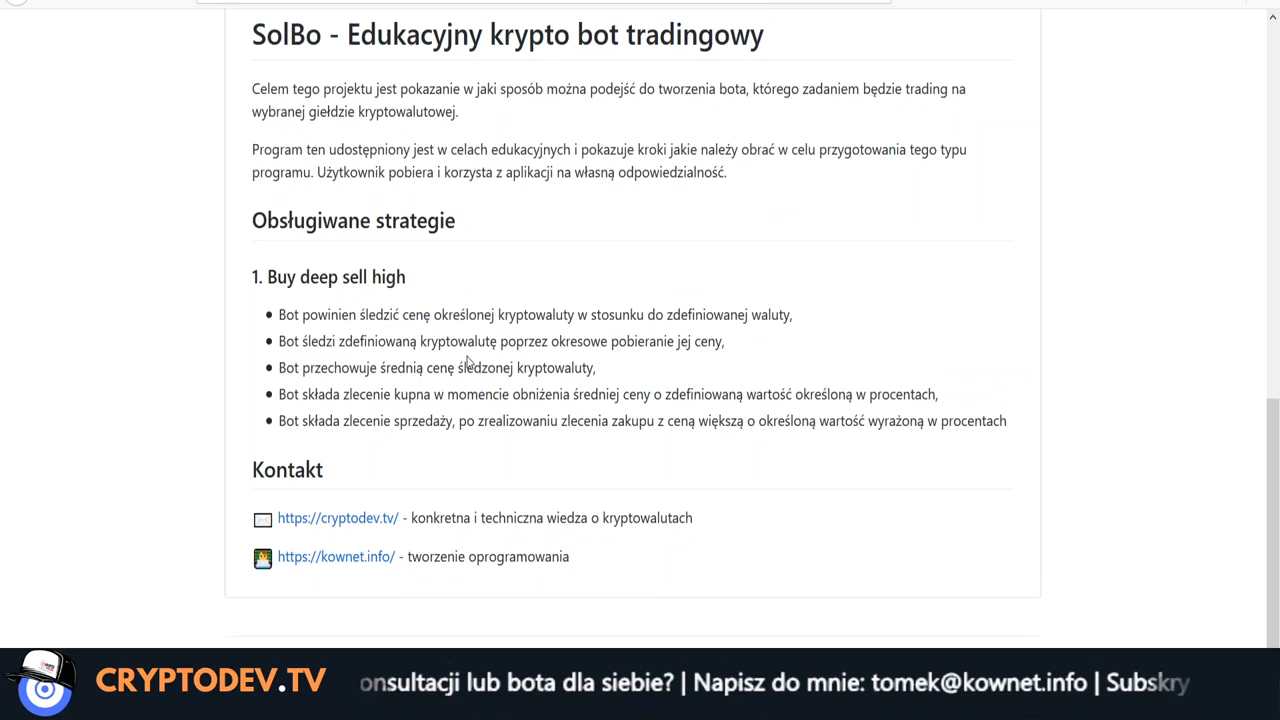 SolBo - Edukacyjny krypto bot tradingowy
Celem tego projektu jest pokazanie w jaki sposób można podejść do tworzenia bota, którego zadaniem będzie trading na
wybranej giełdzie kryptowalutowej.
Program ten udostępniony jest w celach edukacyjnych i pokazuje kroki jakie należy obrać w celu przygotowania tego typu
programu. Użytkownik pobiera i korzysta z aplikacji na własną odpowiedzialność.
Obsługiwane strategie
1. Buy deep sell high
Bot powinien śledzić cenę określonej kryptowaluty w stosunku do zdefiniowanej waluty,
Bot śledzi zdefiniowaną kryptowalutę poprzez okresowe pobieranie jej ceny,
Bot przechowuje średnią cenę śledzonej kryptowaluty,
Bot składa zlecenie kupna w momencie obniżenia średniej ceny o zdefiniowaną wartość określoną w procentach,
Bot składa zlecenie sprzedaży, po zrealizowaniu zlecenia zakupu z ceną większą o określoną wartość wyrażoną w procentach
Kontakt
https://cryptodev.tv/ - konkretna i techniczna wiedza o kryptowalutach
https://kownet.info/ - tworzenie oprogramowania
CRYPTODEV.TV
onsultacji lub bota dla siebie? | Napisz do mnie: tomek@kownet.info | Subskry